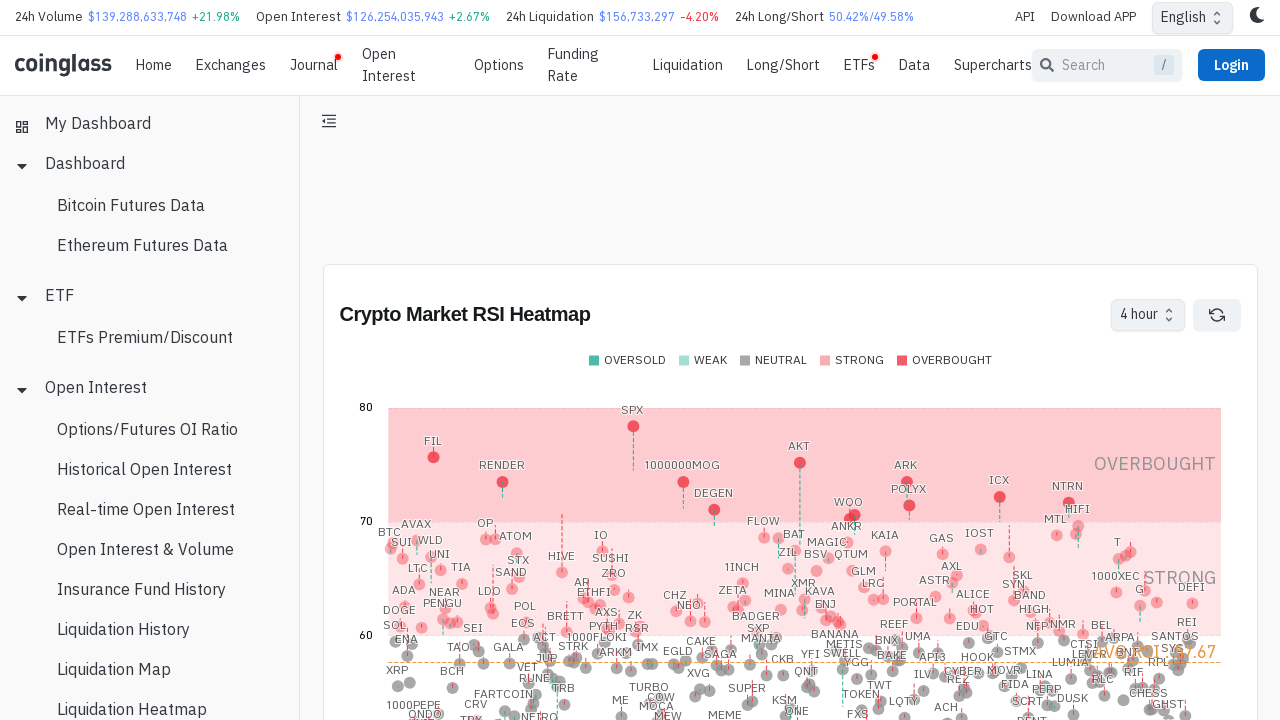 24h Volume $139,288,633,748 +21.98% Open Interest $126,254,035,943 +2.67% 24h Liquidation $156,733,297 -4.20% 24h Long/Short 50.42%/49.58% API Download APP English
coinglass Home Exchanges Journal Open Interest Options Funding Rate Liquidation Long/Short ETFs Data Supercharts Search / Login
My Dashboard
Dashboard
Bitcoin Futures Data
Ethereum Futures Data
ETF
ETFs Premium/Discount
Open Interest
Options/Futures OI Ratio
Historical Open Interest
Real-time Open Interest
Open Interest & Volume
Insurance Fund History
Liquidation History
Liquidation Map
Liquidation Heatmap
Crypto Market RSI Heatmap 4 hour
OVERSOLD WEAK NEUTRAL STRONG OVERBOUGHT
80
SPX
FIL AKT
RENDER 1000000MOG ARK OVERBOUGHT
ICX
DEGEN POLYX NTRN
WOO HIFI
70 AVAX OP FLOW ANKR MTL
BTC SUI WLD ATOM IO BAT MAGIC KAIA GAS IOST T
UNI STX HIVE SUSHI ZIL BSV QTUM
LTC TIA SAND ZRO 1INCH GLM AXL SKL 1000XEC STRONG
ADA NEAR LDO AR ETHFI ZETA MINA XMR KAVA LRC ASTR SYN G DEFI
PENGU POL CHZ NEO ENJ PORTAL ALICE BAND
DOGE BRETT AXS ZK BADGER HOT HIGH
SOL SEI EOS PYTH RSR SXP REEF EDU NFP NMR BEL REI
60 ENA ACT 1000FLOKI CAKE MANTA BANANA BNX UMA GTC CTSI ARPA SANTOS
TAO GALA STRK IMX EGLD METIS STMX
JUP ARKM SAGA CKB YFI SWELL BAKE API3 HOOK
XRP BCH VET XVG QNT YGG ILV CYBER LUMIA RIF RPL
RUNE TRB TURBO SUPER TWT REZ FIDA LINA RLC
FARTCOIN COW TOKEN PERP CHESS
1000PEPE CRV ME MOCA KSM LQTY ACH SCRT DUSK GHST
ONDO NEIRO MEW MEME ONE FXS